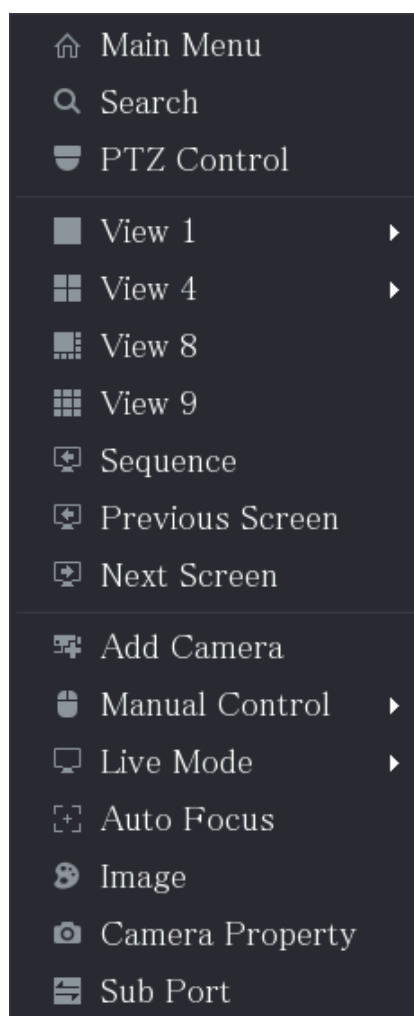 Main Menu
Search
PTZ Control
View 1
View 4
View 8
View 9
Sequence
Previous Screen
Next Screen
Add Camera
Manual Control
Live Mode
Auto Focus
Image
Camera Property
Sub Port